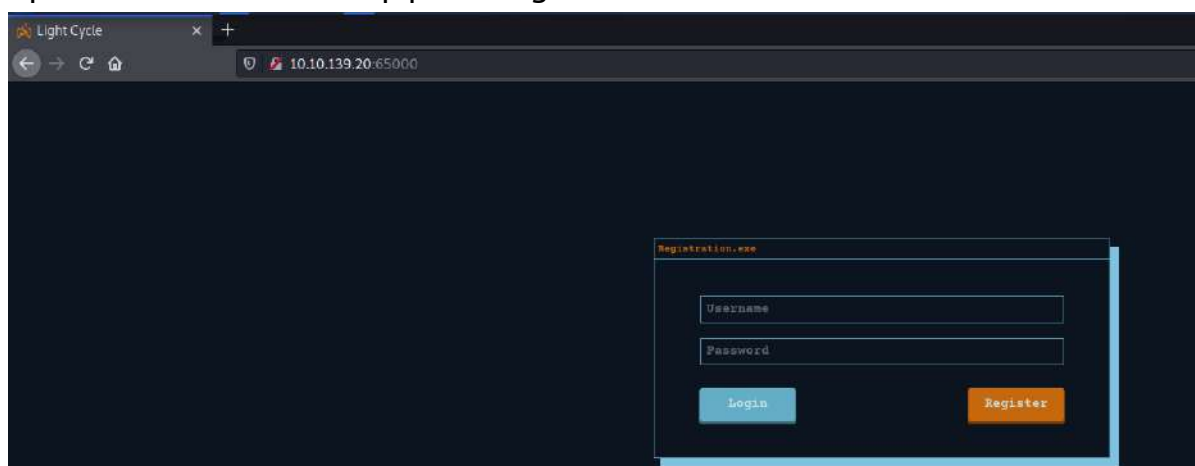 Light Cycle
10.10.139.20:65000
Registration.exe
Username
Password
Login Register